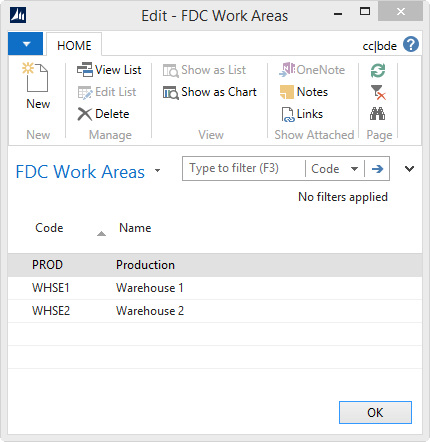 Edit - FDC Work Areas
HOME
cc|bde
New
View List
Edit List
Delete
Show as List
Show as Chart
OneNote
Notes
Links
New
Manage
View
Show Attached
Page
FDC Work Areas
Type to filter (F3)
Code
No filters applied
Code Name
PROD Production
WHSE1 Warehouse 1
WHSE2 Warehouse 2
OK